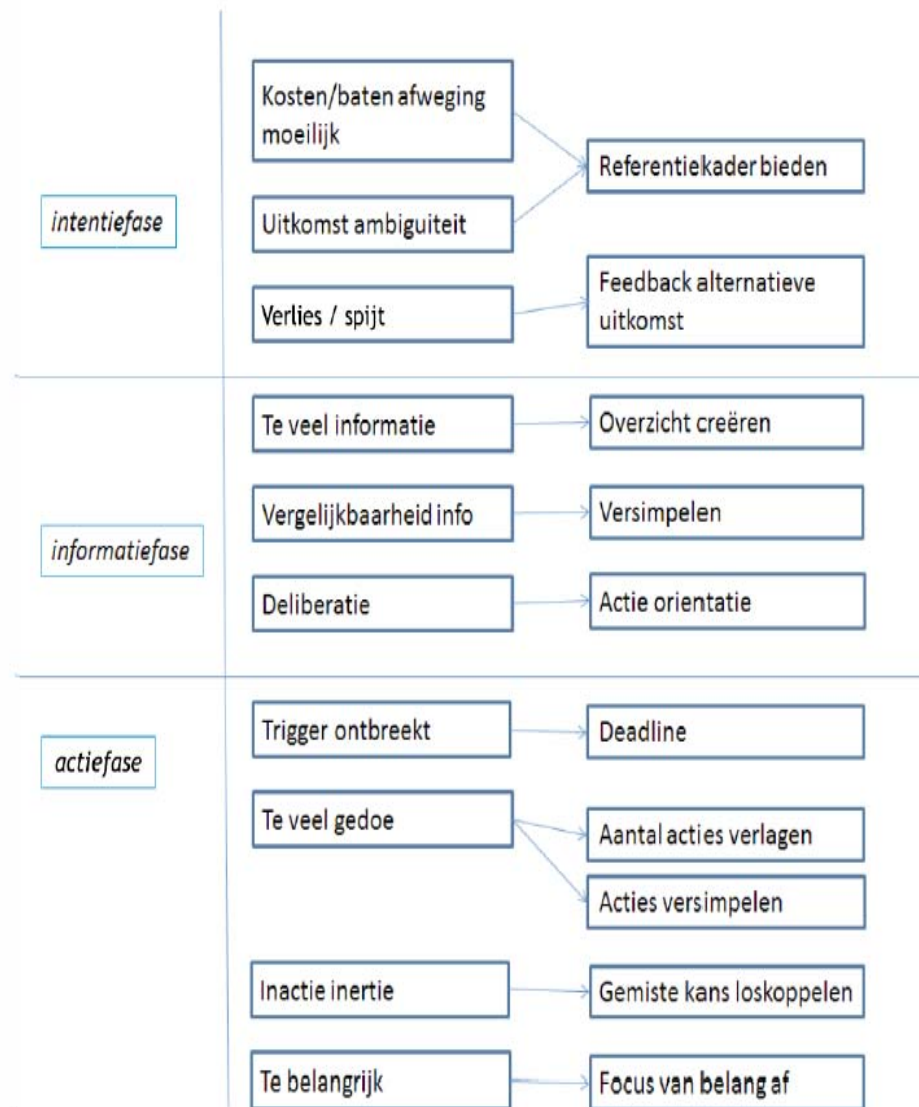 Kosten/baten afweging
moeilijk
Referentiekader bieden
intentiefase
Uitkomst ambiguiteit
Feedback alternatieve
uitkomst
Verlies / spijt
Te veel informatie
Overzicht creëren
Vergelijkbaarheid info
Versimpelen
informatiefase
Deliberatie
Actie orientatie
Trigger ontbreekt
Deadline
actiefase
Te veel gedoe
Aantal acties verlagen
Acties versimpelen
Inactie inertie
Gemiste kans loskoppelen
Te belangrijk
Focus van belang af